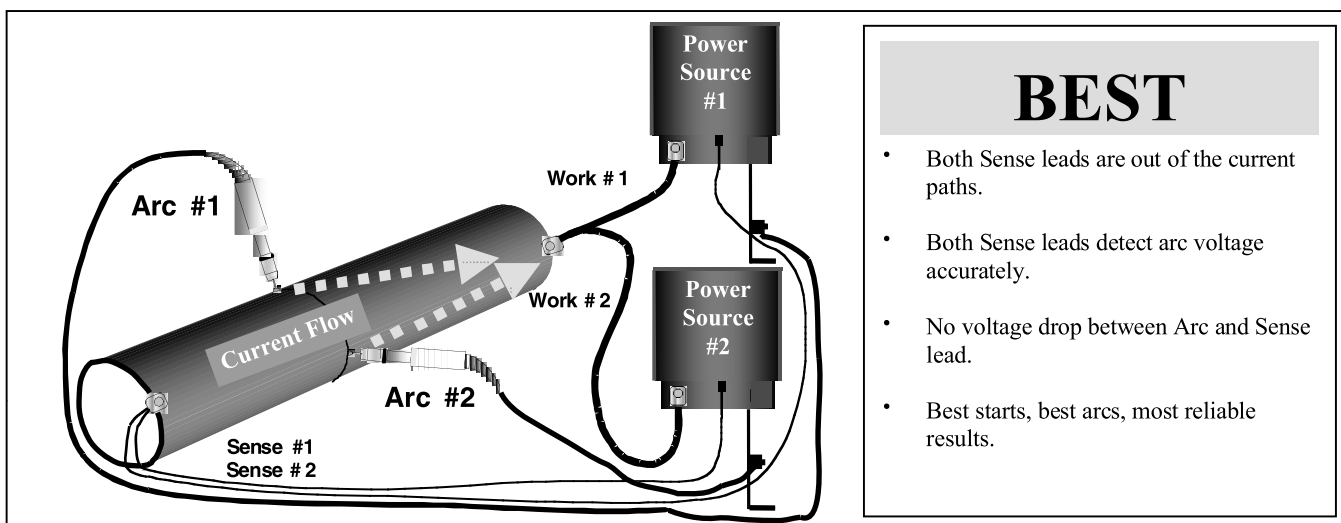 Power
Source
#1
Work # 1
Arc #1
Current Flow
Work # 2
Power
Source
#2
Arc #2
Sense #1
Sense # 2
BEST
• Both Sense leads are out of the current
paths.
• Both Sense leads detect arc voltage
accurately.
• No voltage drop between Arc and Sense
lead.
• Best starts, best arcs, most reliable
results.